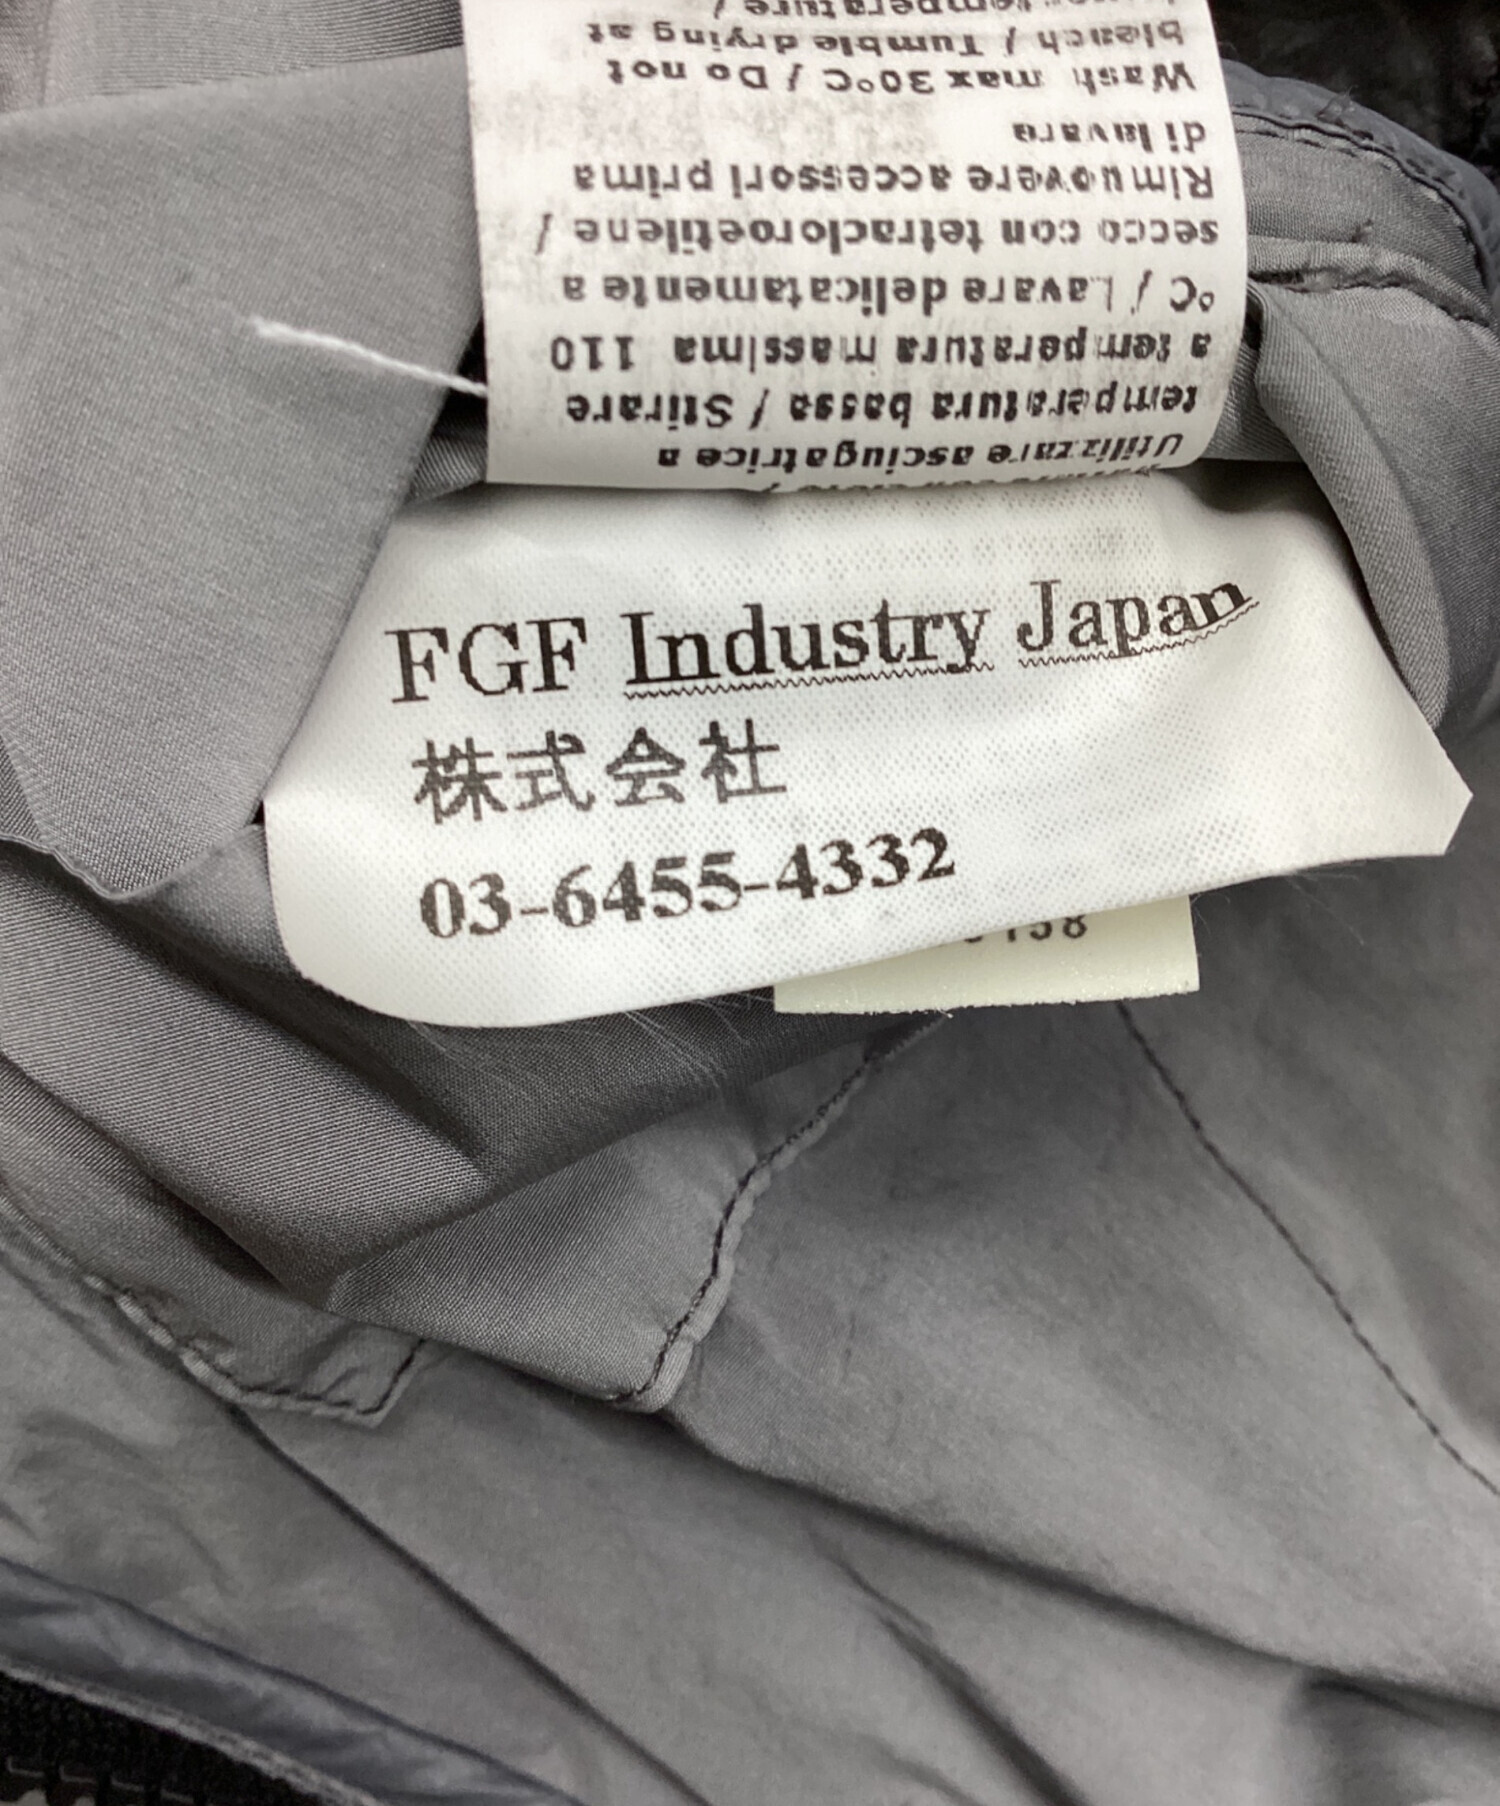 Utilizzare asciugatrice a
temperatura bassa / Stirare
a temperatura massima 110
°C / Lavare delicatamente a
secco con tetracloroetilene /
Rimuovere accessori prima
di lavare
Wash max 30°C / Do not
bleach / Tumble drying at
temperature /
FGF Industry Japan
株式会社
03-6455-4332